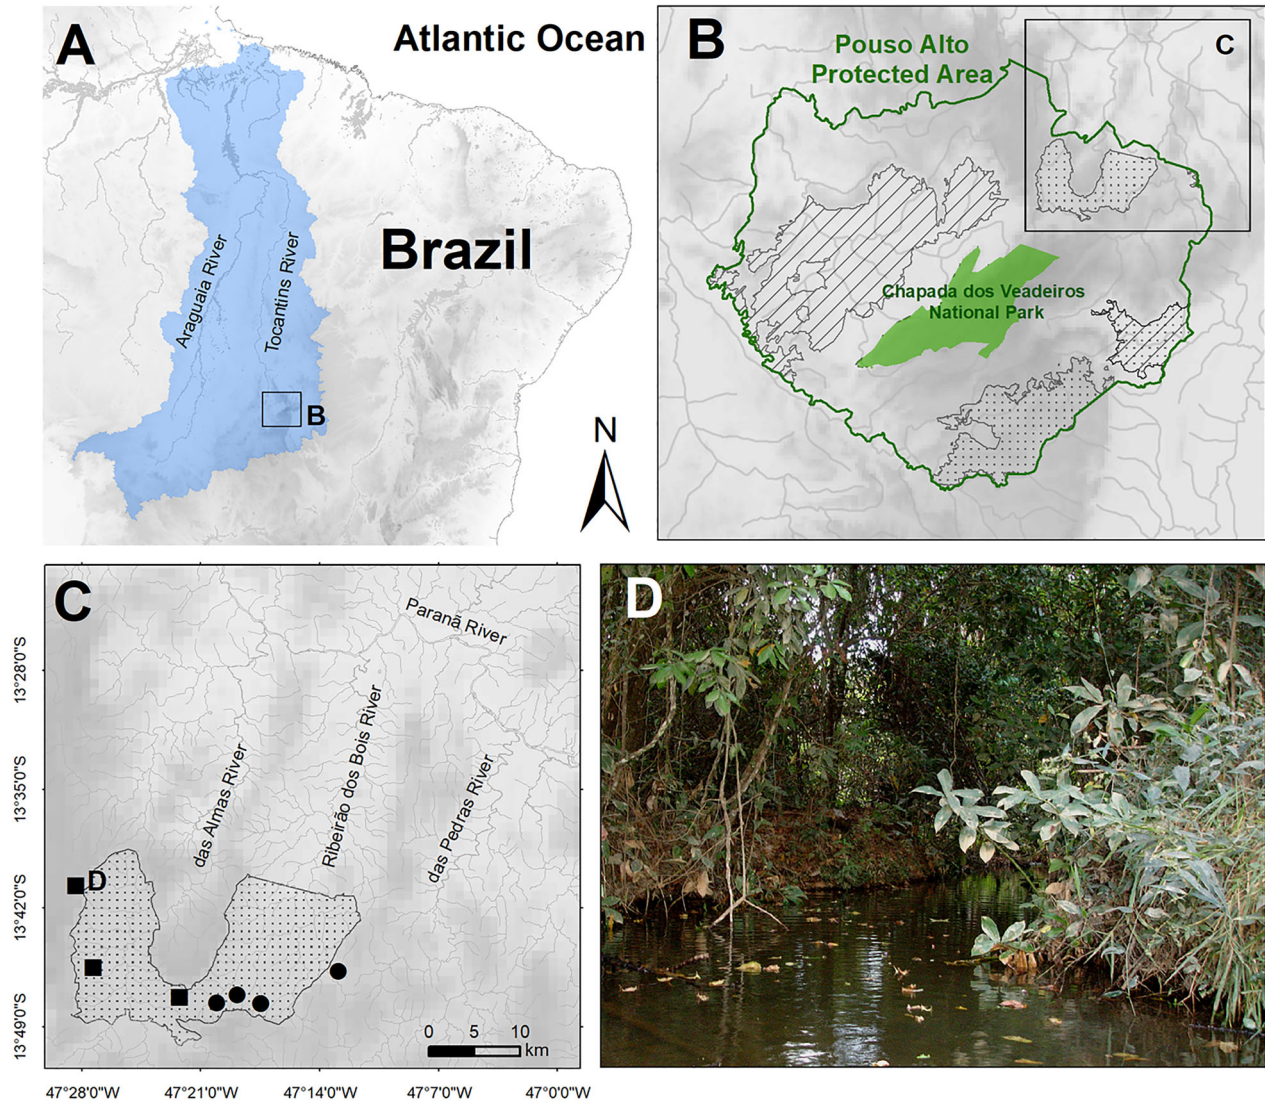 A
Atlantic Ocean
Brazil
Araguaia River
Tocantins River
B
N
B
Pouso Alto
Protected Area
C
Chapada dos Veadeiros
National Park
C
Paranã River
das Almas River
Ribeirão dos Bois River
das Pedras River
D
0 5 10
km
13°28'0"S
13°35'0"S
13°42'0"S
13°49'0"S
47°28'0"W 47°21'0"W 47°14'0"W 47°7'0"W 47°0'0"W
D